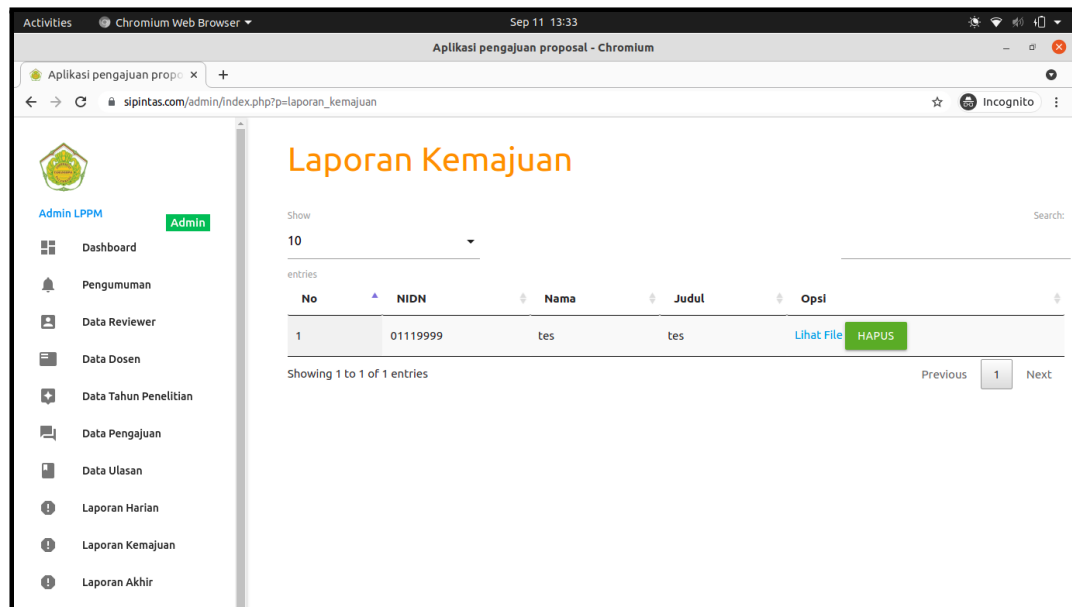 Activities Chromium Web Browser Sep 11 13:33
Aplikasi pengajuan proposal - Chromium
Aplikasi pengajuan propo
sipintas.com/admin/index.php?p=laporan_kemajuan Incognito
Admin LPPM
Admin
Dashboard
Pengumuman
Data Reviewer
Data Dosen
Data Tahun Penelitian
Data Pengajuan
Data Ulasan
Laporan Harian
Laporan Kemajuan
Laporan Akhir
Laporan Kemajuan
Show Search:
10
entries
No NIDN Nama Judul Opsi
1 01119999 tes tes Lihat File HAPUS
Showing 1 to 1 of 1 entries Previous 1 Next